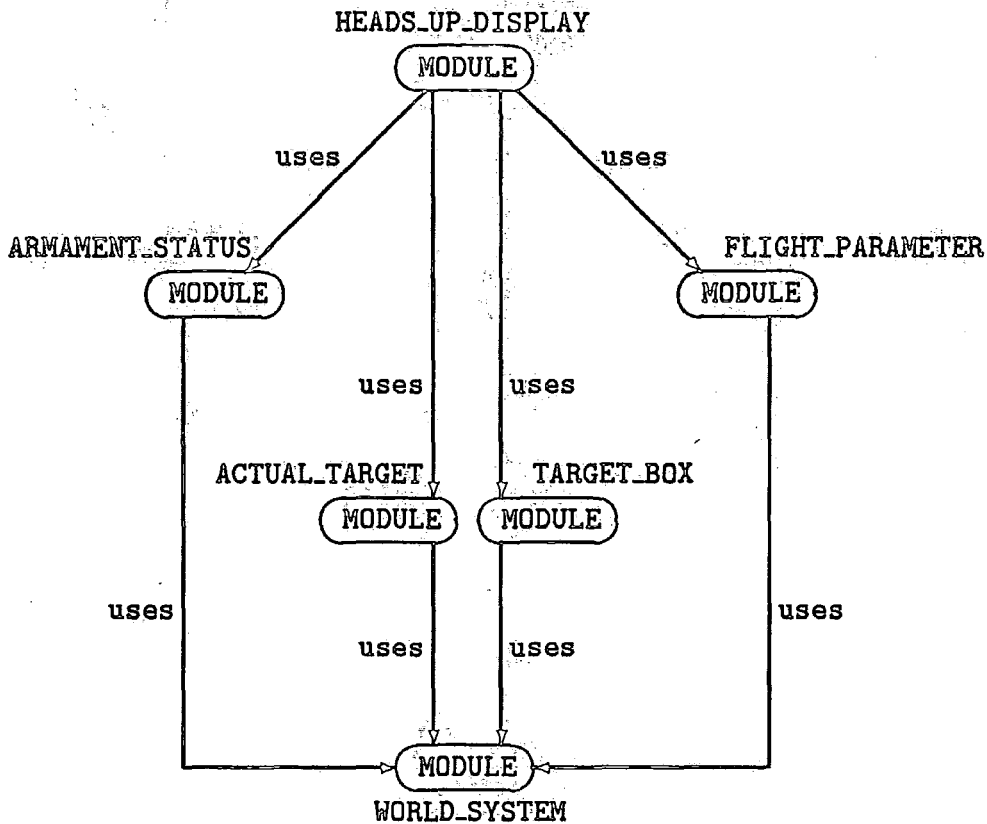 HEADS_UP_DISPLAY
MODULE
uses
uses
ARMAMENT_STATUS
FLIGHT_PARAMETER
MODULE
MODULE
uses
uses
ACTUAL_TARGET
TARGET_BOX
MODULE
MODULE
uses
uses
uses
uses
MODULE
WORLD_SYSTEM